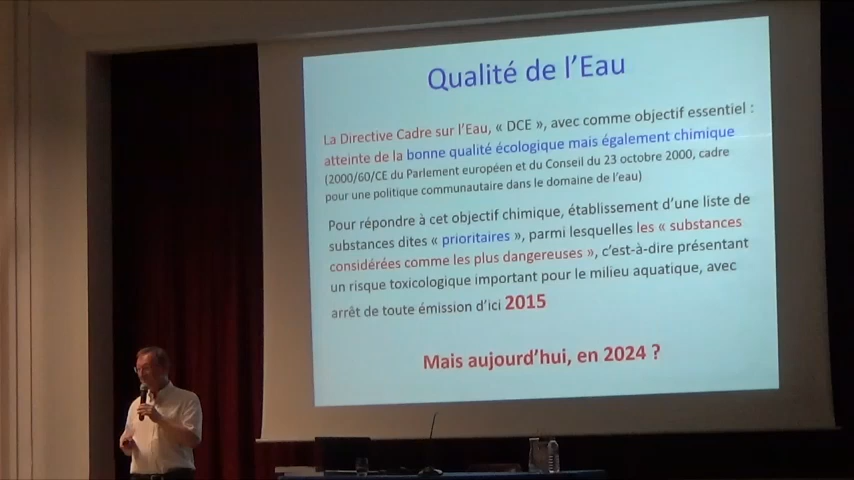 Qualité de l'Eau
La Directive Cadre sur l'Eau, « DCE », avec comme objectif essentiel :
atteinte de la bonne qualité écologique mais également chimique
(2000/60/CE du Parlement européen et du Conseil du 23 octobre 2000, cadre
pour une politique communautaire dans le domaine de l'eau)
Pour répondre à cet objectif chimique, établissement d'une liste de
substances dites « prioritaires », parmi lesquelles les « substances
considérées comme les plus dangereuses », c'est-à-dire présentant
un risque toxicologique important pour le milieu aquatique, avec
arrêt de toute émission d'ici 2015
Mais aujourd'hui, en 2024 ?